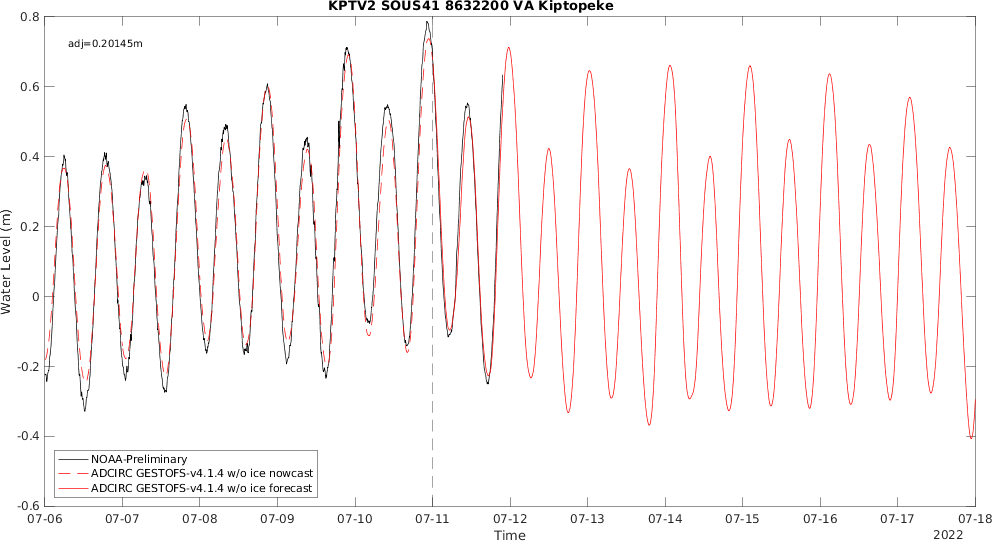 KPTV2 SOUS41 8632200 VA Kiptopeke
adj=0.20145m
Water Level (m)
0.8
0.6
0.4
0.2
0
-0.2
-0.4
-0.6
NOAA-Preliminary
ADCIRC GESTOFS-v4.1.4 w/o ice nowcast
ADCIRC GESTOFS-v4.1.4 w/o ice forecast
07-06 07-07 07-08 07-09 07-10 07-11 07-12 07-13 07-14 07-15 07-16 07-17 07-18
Time
2022